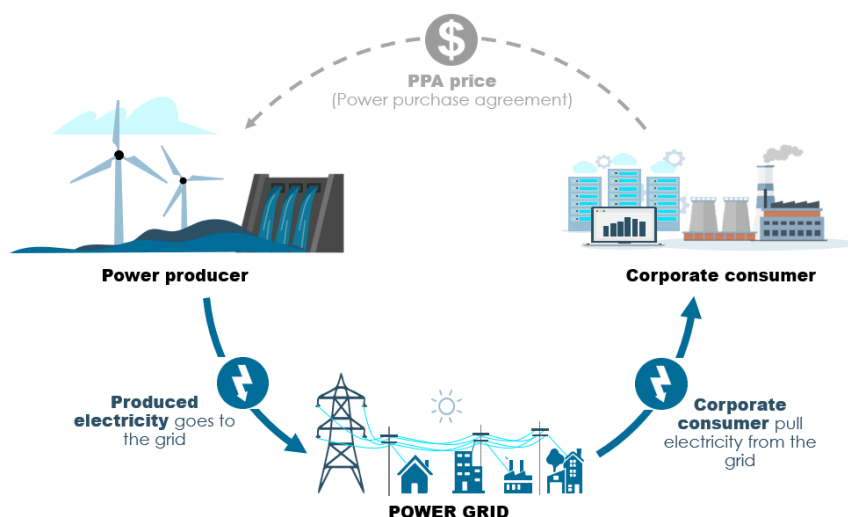 $
PPA price
(Power purchase agreement)
Power producer
Corporate consumer
Produced
electricity goes to
the grid
Corporate
consumer pull
electricity from the
grid
POWER GRID